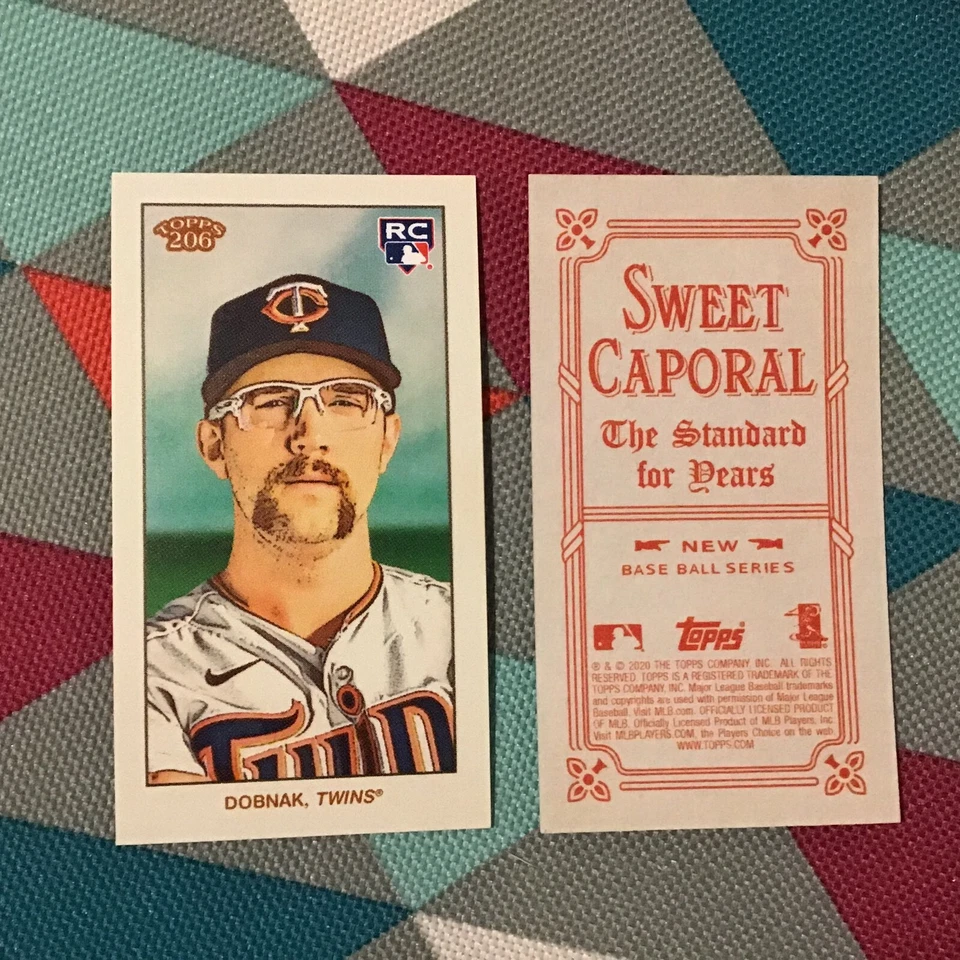 TOPPS
206
RC
TC
TWIN
DOBNAK, TWINS®
SWEET
CAPORAL
The Standard
for Years
NEW
BASE BALL SERIES
TOPPS
® & © 2020 THE TOPPS COMPANY, INC. ALL RIGHTS
RESERVED. TOPPS IS A REGISTERED TRADEMARK OF THE
TOPPS COMPANY, INC. Major League Baseball trademarks
and copyrights are used with permission of Major League
Baseball. Visit MLB.com. OFFICIALLY LICENSED PRODUCT
OF MLB. Officially Licensed Product of MLB Players, Inc.
Visit MLBPLAYERS.COM, the Players Choice on the web.
WWW.TOPPS.COM